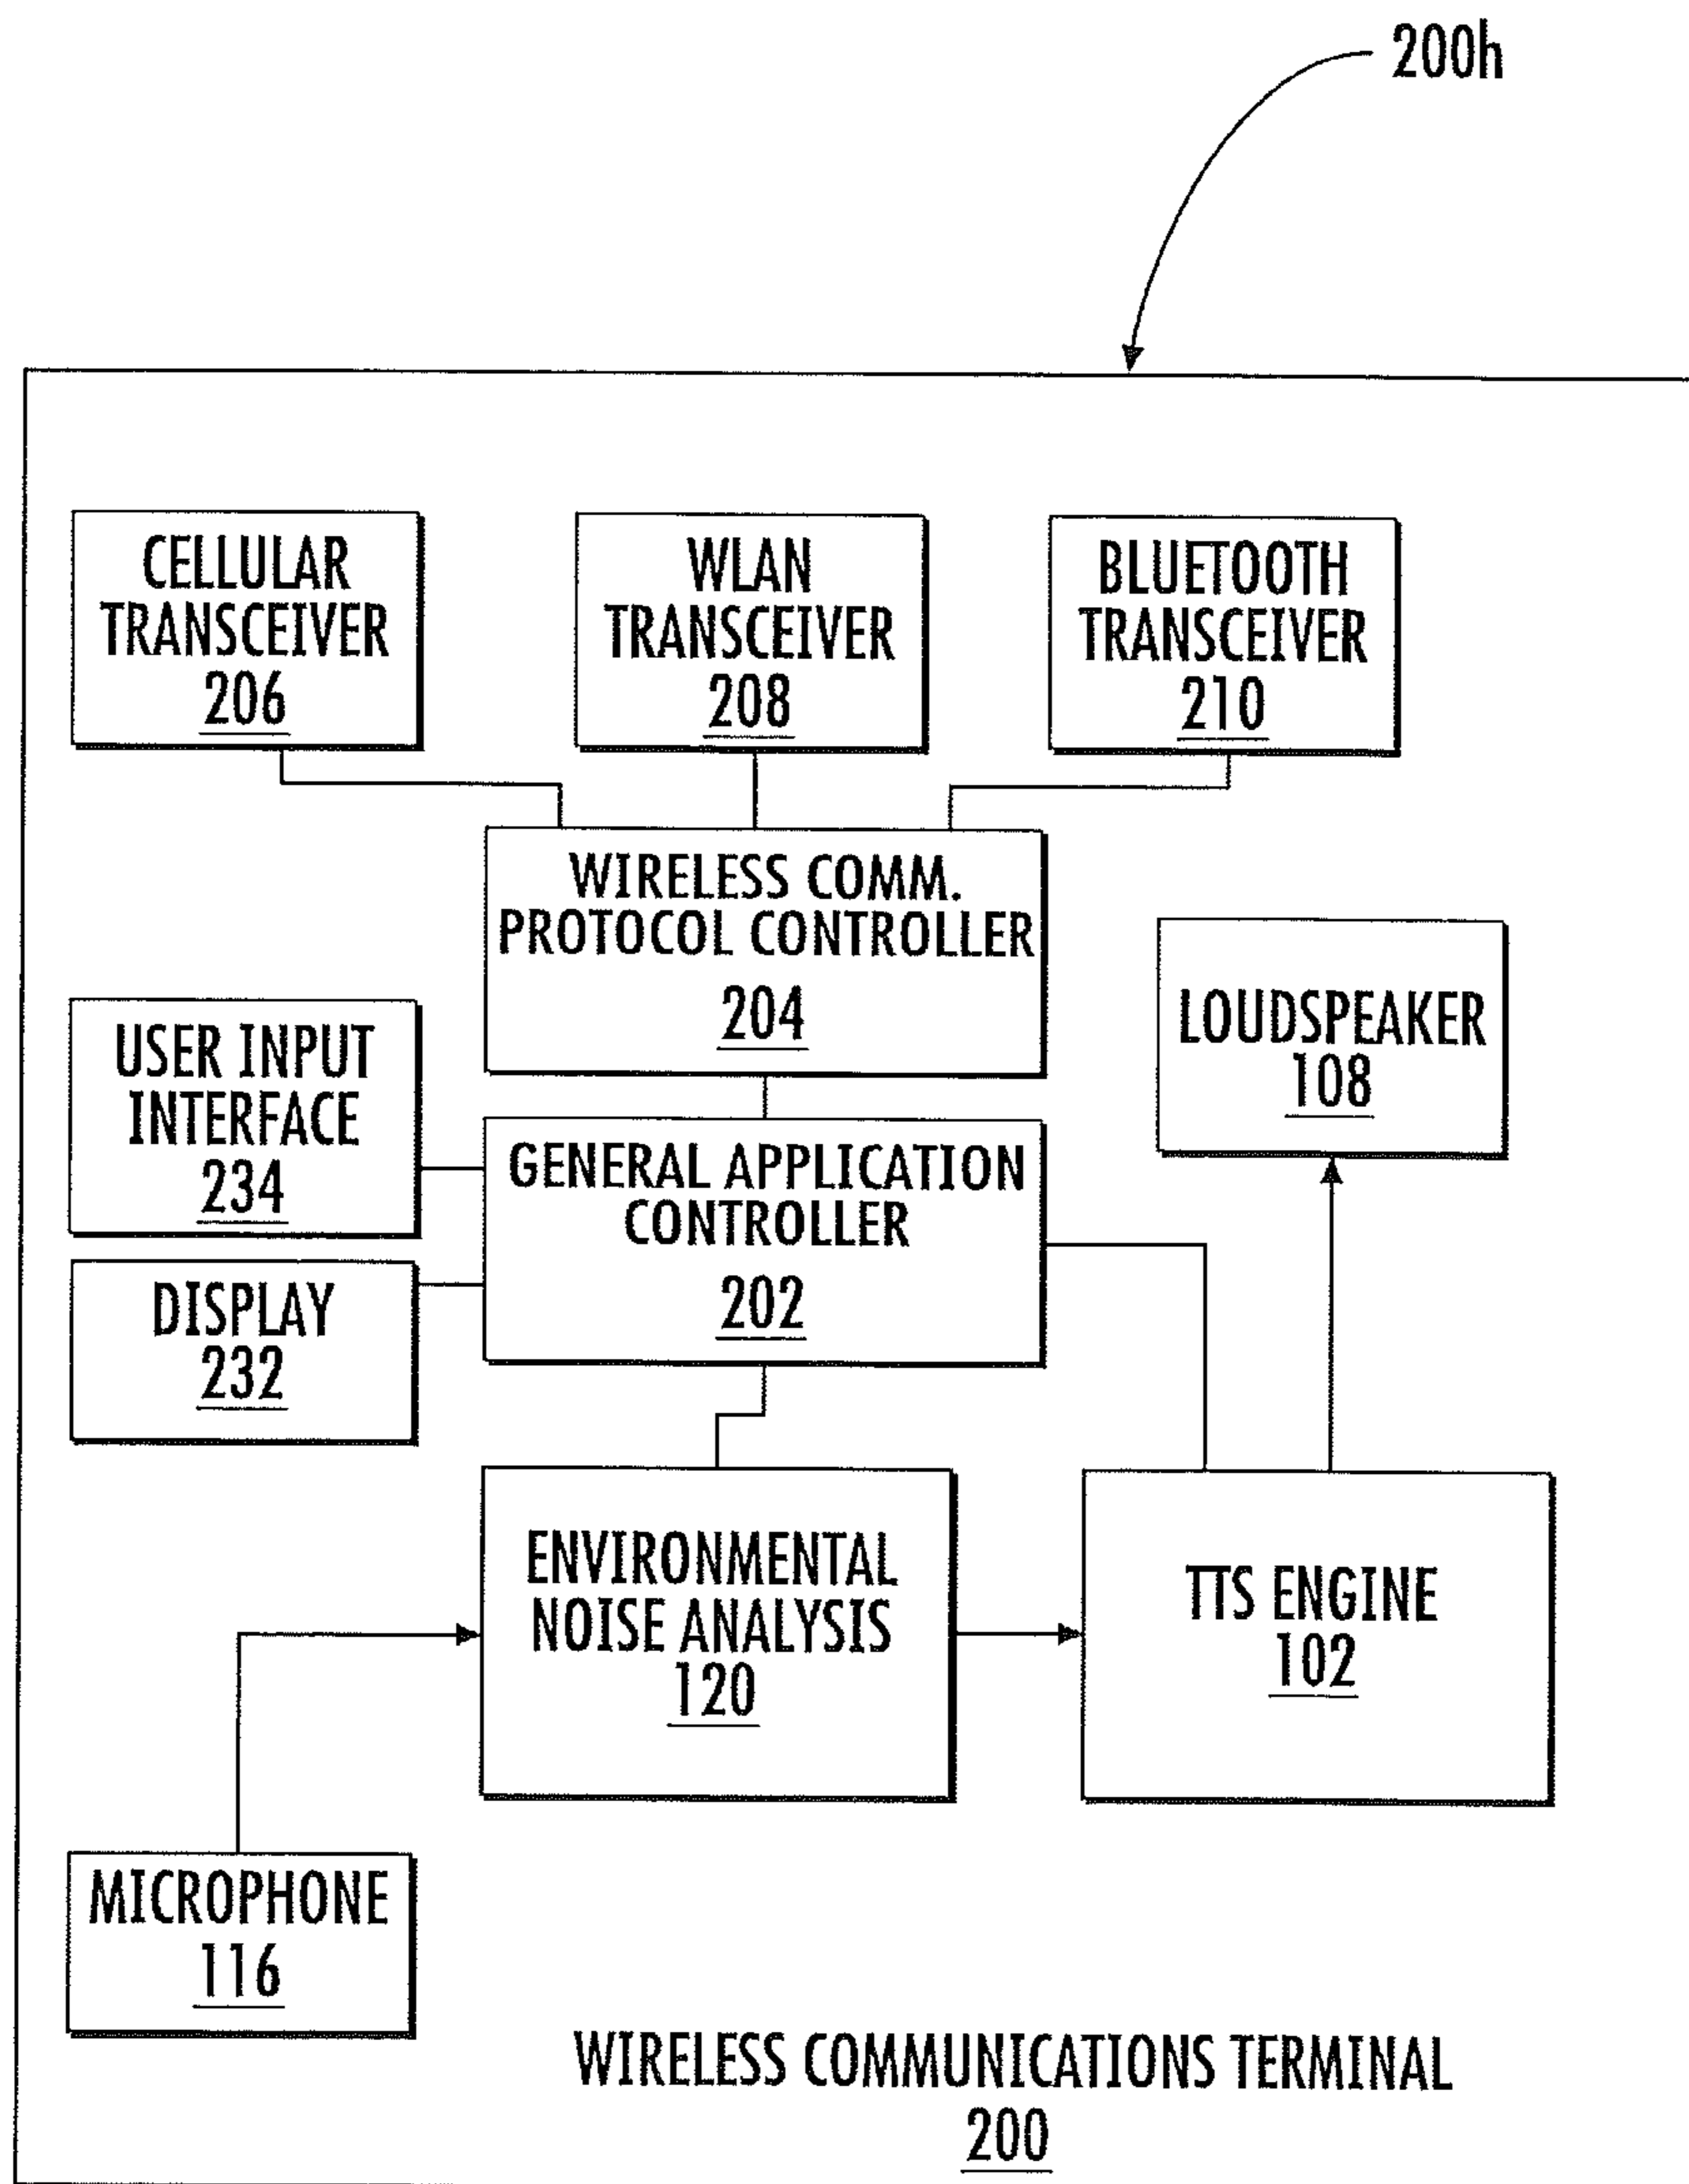 200h
CELLULAR
TRANSCEIVER
206
WLAN
TRANSCEIVER
208
BLUETOOTH
TRANSCEIVER
210
WIRELESS COMM.
PROTOCOL CONTROLLER
204
LOUDSPEAKER
108
USER INPUT
INTERFACE
234
GENERAL APPLICATION
CONTROLLER
202
DISPLAY
232
ENVIRONMENTAL
NOISE ANALYSIS
120
TTS ENGINE
102
MICROPHONE
116
WIRELESS COMMUNICATIONS TERMINAL
200